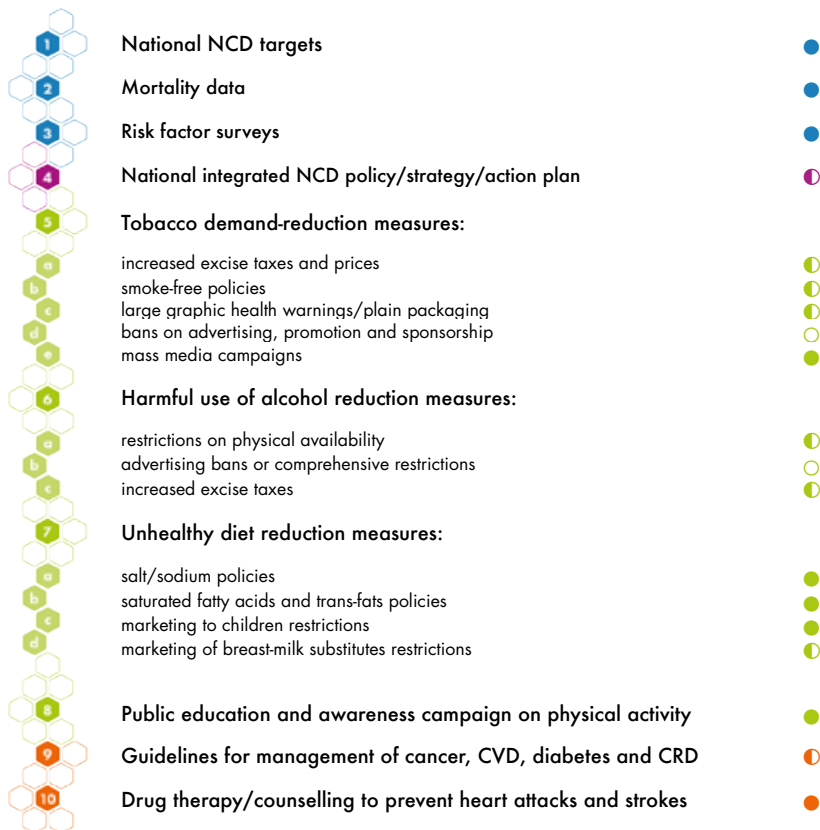 1 National NCD targets
2 Mortality data
3 Risk factor surveys
4 National integrated NCD policy/strategy/action plan
5 Tobacco demand-reduction measures:
a increased excise taxes and prices
b smoke-free policies
c large graphic health warnings/plain packaging
d bans on advertising, promotion and sponsorship
e mass media campaigns
6 Harmful use of alcohol reduction measures:
a restrictions on physical availability
b advertising bans or comprehensive restrictions
c increased excise taxes
7 Unhealthy diet reduction measures:
a salt/sodium policies
b saturated fatty acids and trans-fats policies
c marketing to children restrictions
d marketing of breast-milk substitutes restrictions
8 Public education and awareness campaign on physical activity
9 Guidelines for management of cancer, CVD, diabetes and CRD
10 Drug therapy/counselling to prevent heart attacks and strokes